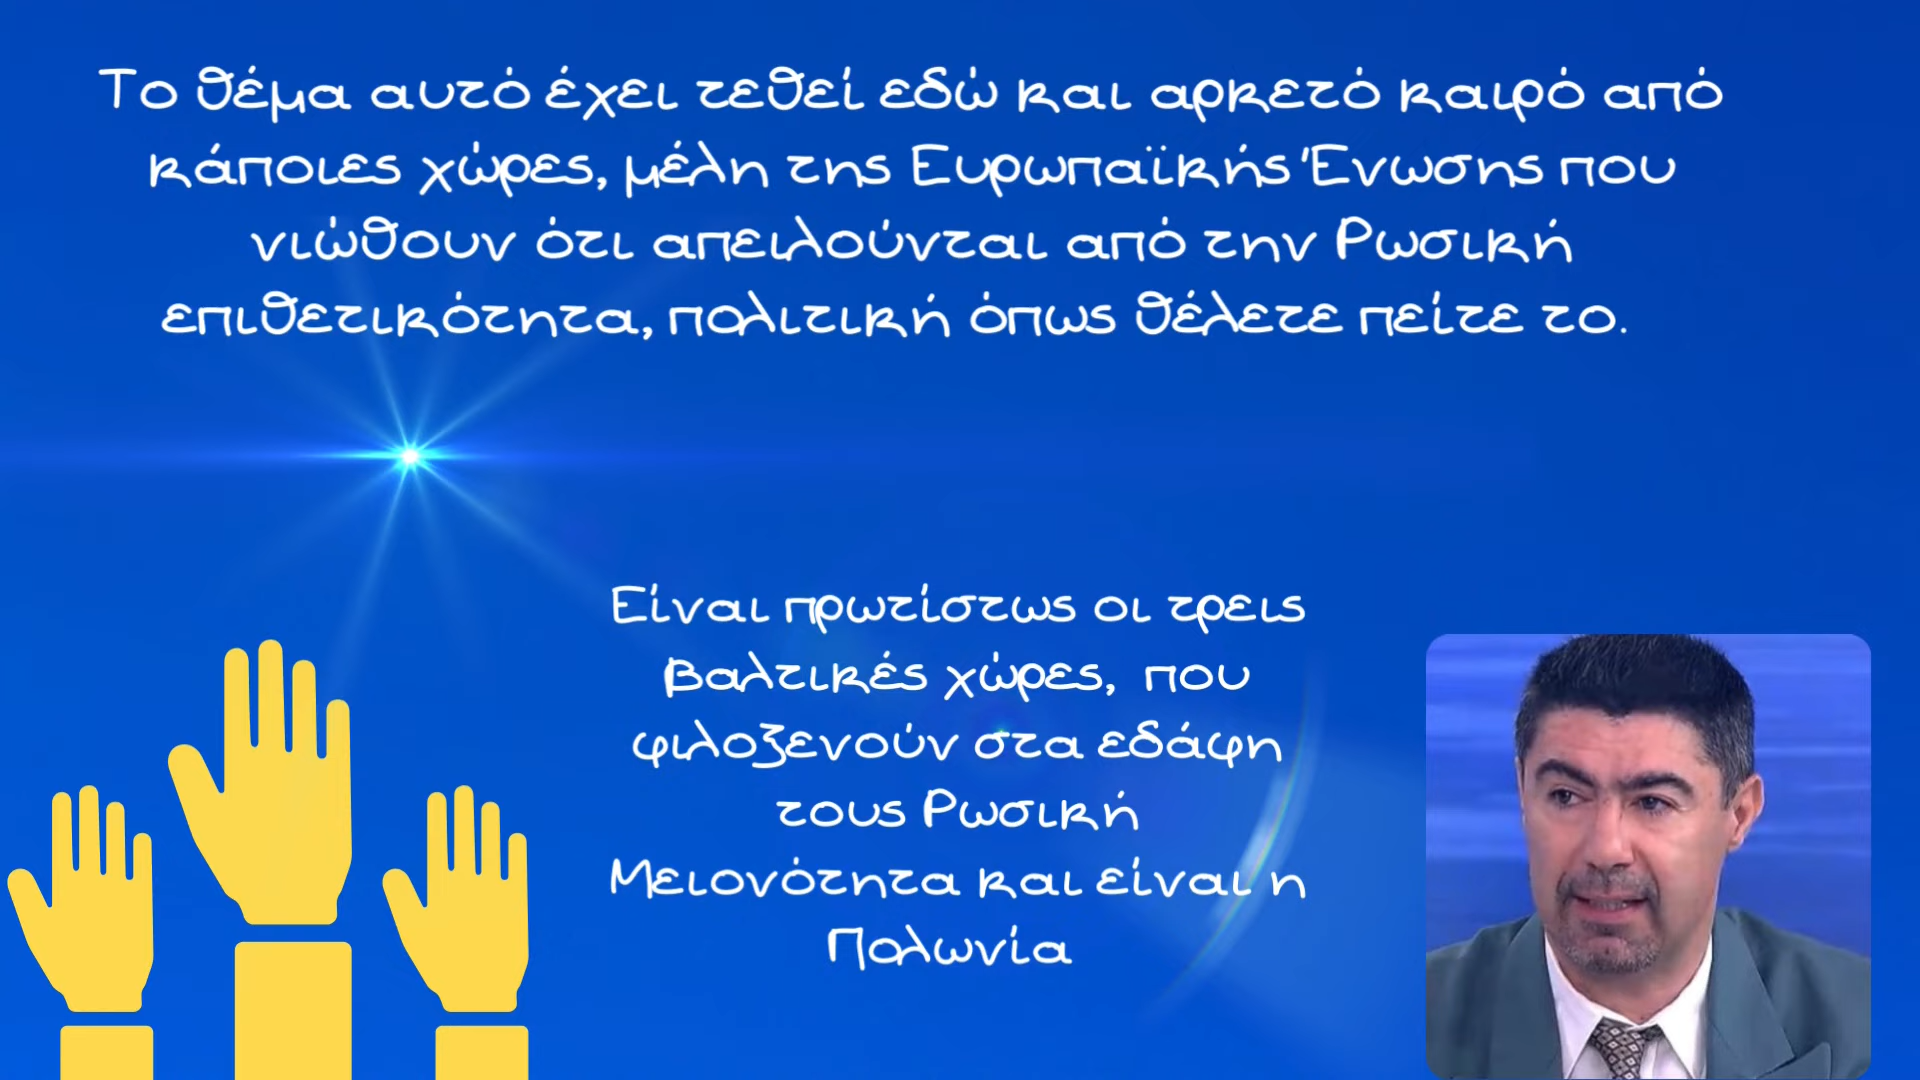 Το θέμα αυτό έχει τεθεί εδώ και αρκετό καιρό από
κάποιες χώρες, μέλη της Ευρωπαϊκής Ένωσης που
νιώθουν ότι απειλούνται από την Ρωσική
επιθετικότητα, πολιτική όπως θέλετε πείτε το.
Είναι πρωτίστως οι τρεις
Βαλτικές χώρες, που
φιλοξενούν στα εδάφη
τους Ρωσική
Μειονότητα και είναι η
Πολωνία